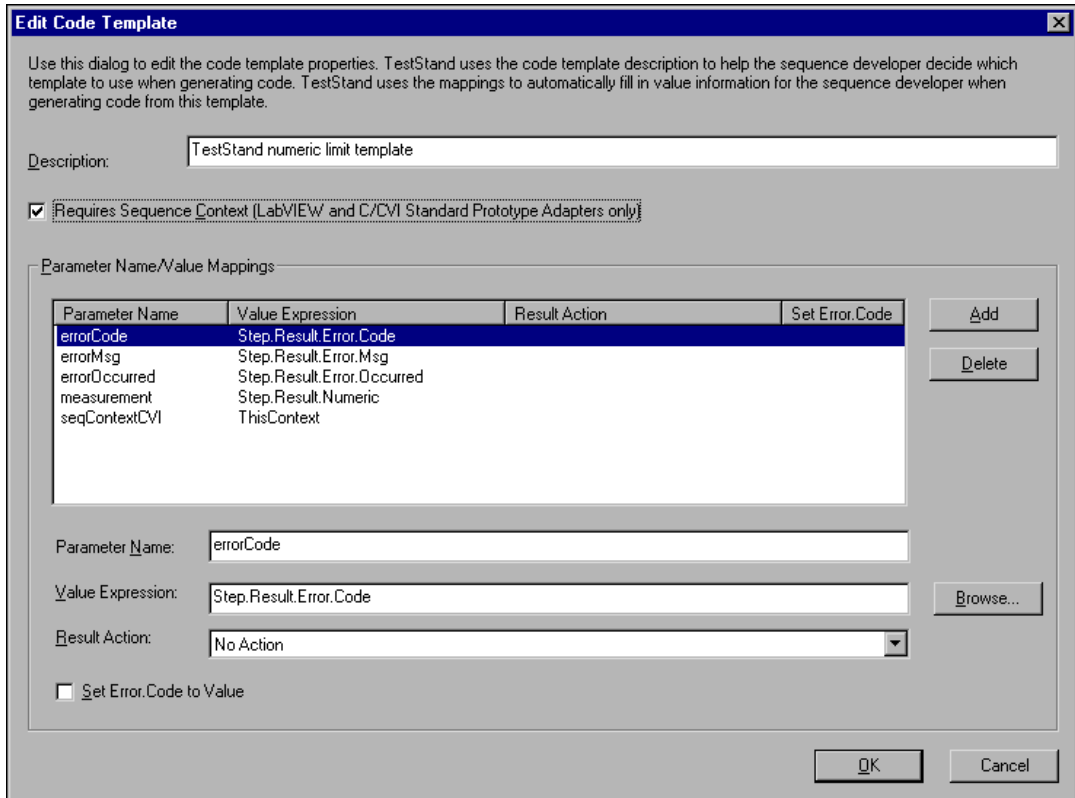 Edit Code Template
Use this dialog to edit the code template properties. TestStand uses the code template description to help the sequence developer decide which
template to use when generating code. TestStand uses the mappings to automatically fill in value information for the sequence developer when
generating code from this template.
Description: TestStand numeric limit template
Requires Sequence Context (LabVIEW and C/CVI Standard Prototype Adapters only)
Parameter Name/Value Mappings
Parameter Name Value Expression Result Action Set Error.Code Add
errorCode Step.Result.Error.Code
errorMsg Step.Result.Error.Msg
Delete
errorOccurred Step.Result.Error.Occurred
measurement Step.Result.Numeric
seqContextCVI ThisContext
Parameter Name: errorCode
Value Expression: Step.Result.Error.Code Browse...
Result Action: No Action
Set Error.Code to Value
OK Cancel